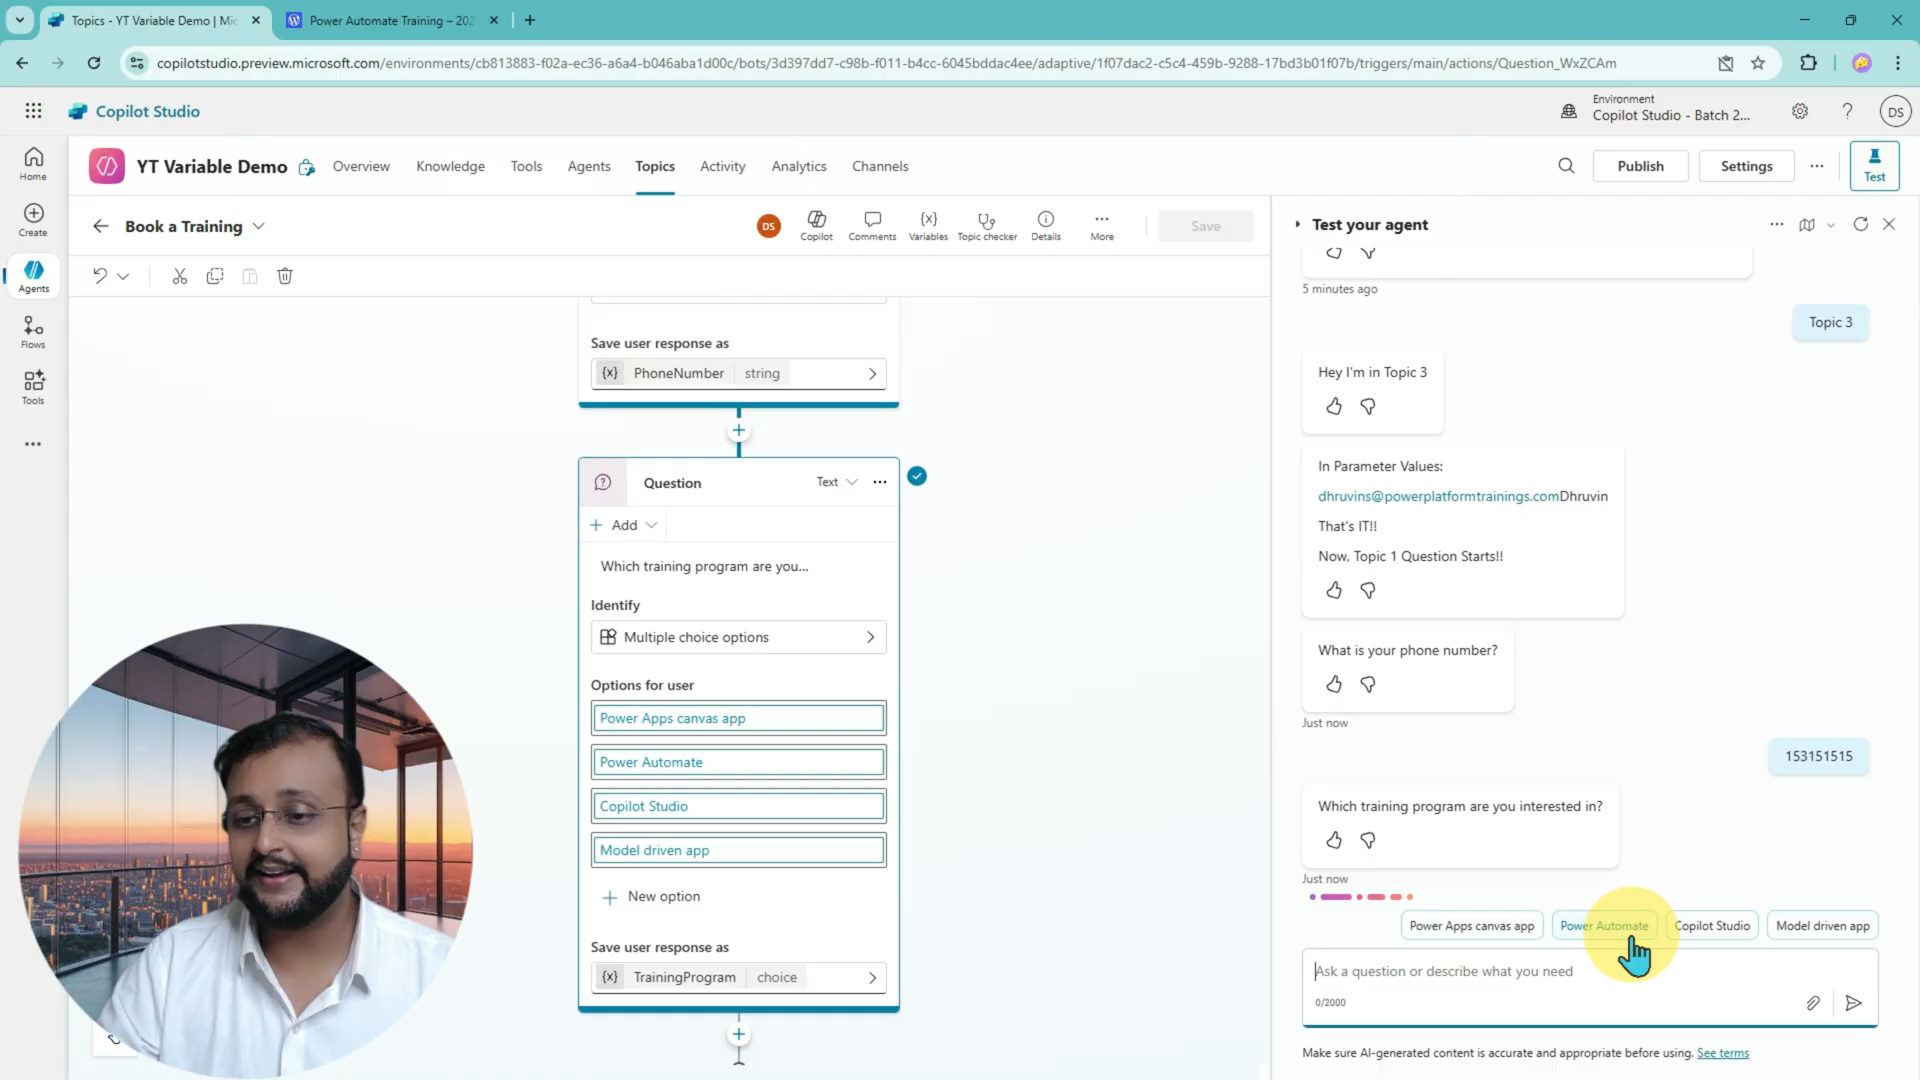 Topics - YT Variable Demo | Mic
Power Automate Training – 202
copilotstudio.preview.microsoft.com/environments/cb813883-f02a-ec36-a6a4-b046aba1d00c/bots/3d397dd7-c98b-f011-b4cc-6045bddac4ee/adaptive/1f07dac2-c5c4-459b-9288-17bd3b01f07b/triggers/main/actions/Question_WxZCAm
Copilot Studio
Environment
Copilot Studio - Batch 2...
DS
Home
Create
Agents
Flows
Tools
YT Variable Demo
Overview
Knowledge
Tools
Agents
Topics
Activity
Analytics
Channels
Publish
Settings
Test
Book a Training
DS
Copilot
Comments
{x}
Variables
Topic checker
Details
More
Save
Save user response as
{x} PhoneNumber string
Question
Text
Add
Which training program are you...
Identify
Multiple choice options
Options for user
Power Apps canvas app
Power Automate
Copilot Studio
Model driven app
New option
Save user response as
{x} TrainingProgram choice
Test your agent
5 minutes ago
Topic 3
Hey I'm in Topic 3
In Parameter Values:
dhruvins@powerplatformtrainings.comDhruvin
That's IT!!
Now, Topic 1 Question Starts!!
What is your phone number?
Just now
153151515
Which training program are you interested in?
Just now
Power Apps canvas app
Power Automate
Copilot Studio
Model driven app
Ask a question or describe what you need
0/2000
Make sure AI-generated content is accurate and appropriate before using. See terms